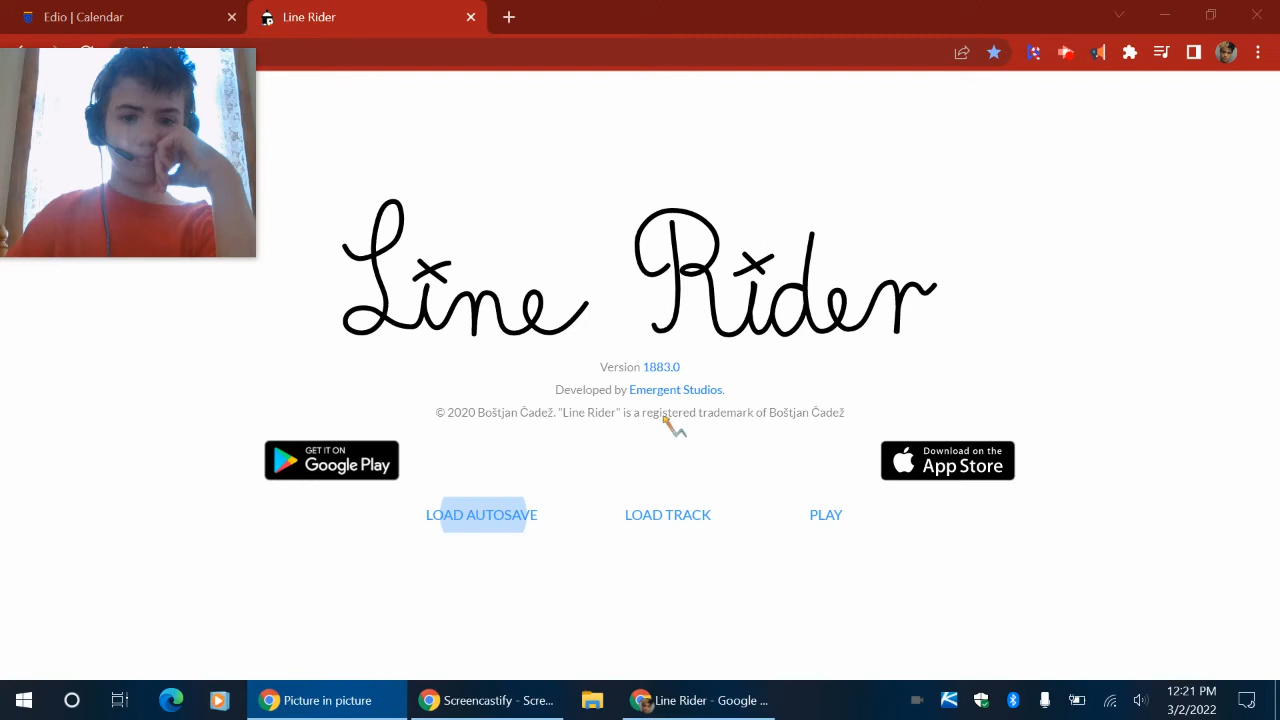 Edio | Calendar
Line Rider
Line Rider
Version 1883.0
Developed by Emergent Studios.
© 2020 Boštjan Čadež. "Line Rider" is a registered trademark of Boštjan Čadež
GET IT ON
Google Play
Download on the
App Store
LOAD AUTOSAVE
LOAD TRACK
PLAY
Picture in picture
Screencastify - Scre...
Line Rider - Google ...
12:21 PM
3/2/2022